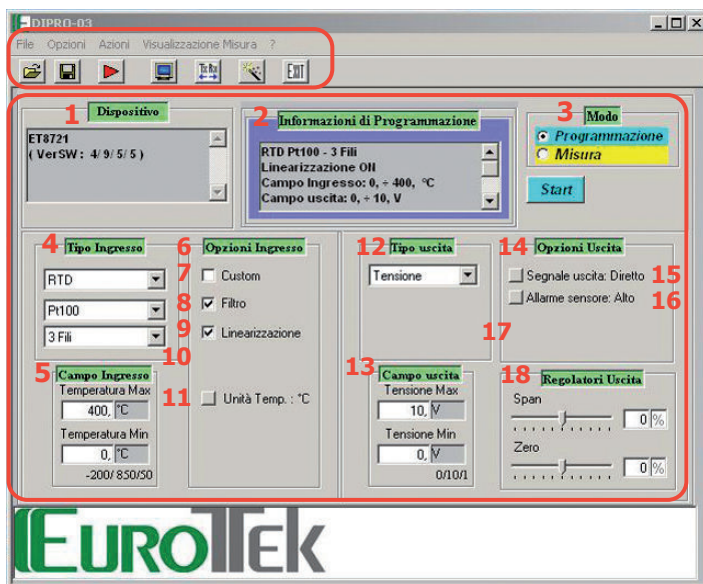 DIPRO-03
File Opzioni Azioni Visualizzazione Misura ?
Tx Rx
EXIT
1 Dispositivo
ET8721
( VerSW : 4/ 9/ 5/ 5 )
2 Informazioni di Programmazione
RTD Pt100 - 3 Fili
Linearizzazione ON
Campo Ingresso: 0, ÷ 400, °C
Campo uscita: 0, ÷ 10, V
3 Modo
Programmazione
Misura
Start
4 Tipo Ingresso
RTD
Pt100
3 Fili
5 Campo Ingresso
Temperatura Max
400, °C
Temperatura Min
0, °C
-200/ 850/50
6 Opzioni Ingresso
7 Custom
8 Filtro
9 Linearizzazione
10
11 Unità Temp. : °C
12 Tipo uscita
Tensione
13 Campo uscita
Tensione Max
10, V
Tensione Min
0, V
0/10/1
14 Opzioni Uscita
Segnale uscita: Diretto 15
Allarme sensore: Alto 16
17
18 Regolatori Uscita
Span
0 %
Zero
0 %
EUROTEK